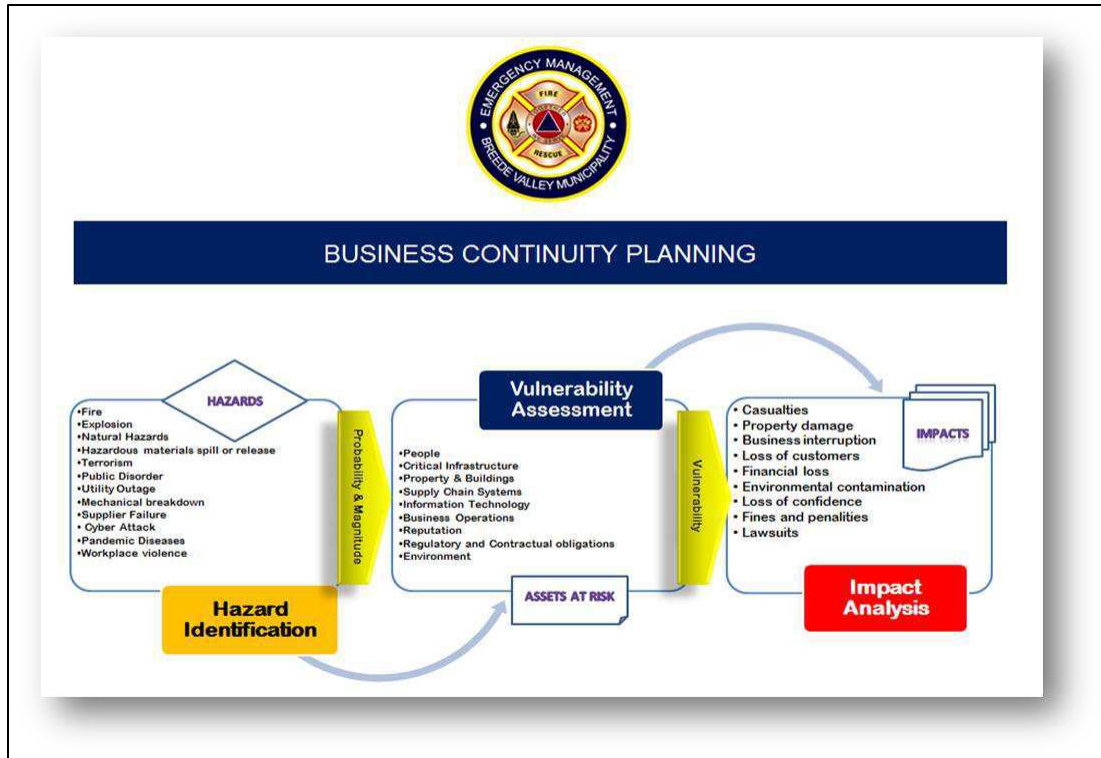 EMERGENCY MANAGEMENT
FIRE
RESCUE
BREEDE VALLEY MUNICIPALITY
BUSINESS CONTINUITY PLANNING
HAZARDS
•Fire
•Explosion
•Natural Hazards
•Hazardous materials spill or release
•Terrorism
•Public Disorder
•Utility Outage
•Mechanical breakdown
•Supplier Failure
• Cyber Attack
•Pandemic Diseases
•Workplace violence
Hazard
Identification
Probability & Magnitude
Vulnerability
Assessment
•People
•Critical Infrastructure
•Property & Buildings
•Supply Chain Systems
•Information Technology
•Business Operations
•Reputation
•Regulatory and Contractual obligations
•Environment
ASSETS AT RISK
Vulnerability
IMPACTS
• Casualties
• Property damage
• Business interruption
• Loss of customers
• Financial loss
• Environmental contamination
• Loss of confidence
• Fines and penalities
• Lawsuits
Impact
Analysis